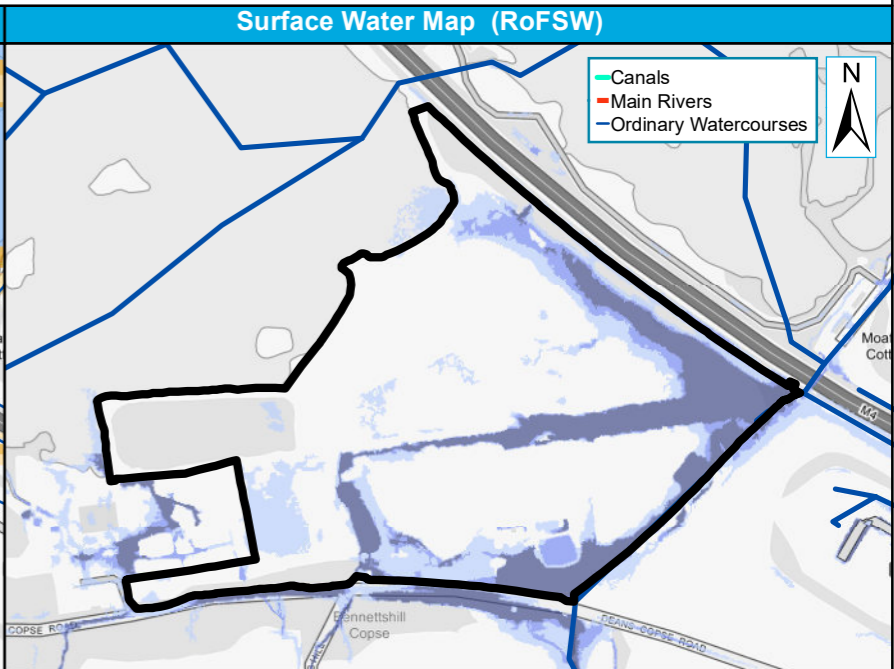 Surface Water Map (RoFSW)
Canals
Main Rivers
Ordinary Watercourses
N
Moat
Cott
M4
COPSE ROAD
Bennettshill
Copse
DEANS COPSE ROAD